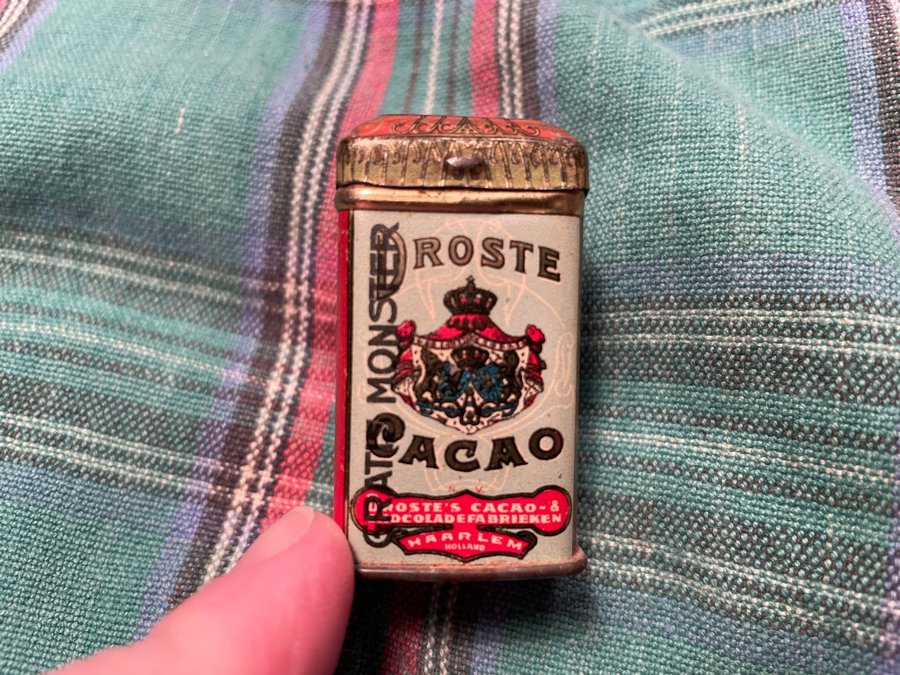 DROSTE
CACAO
N.V.
DROSTE'S CACAO-&
CHOCOLADEFABRIEKEN
HAARLEM
HOLLAND
GRATIS MONSTER